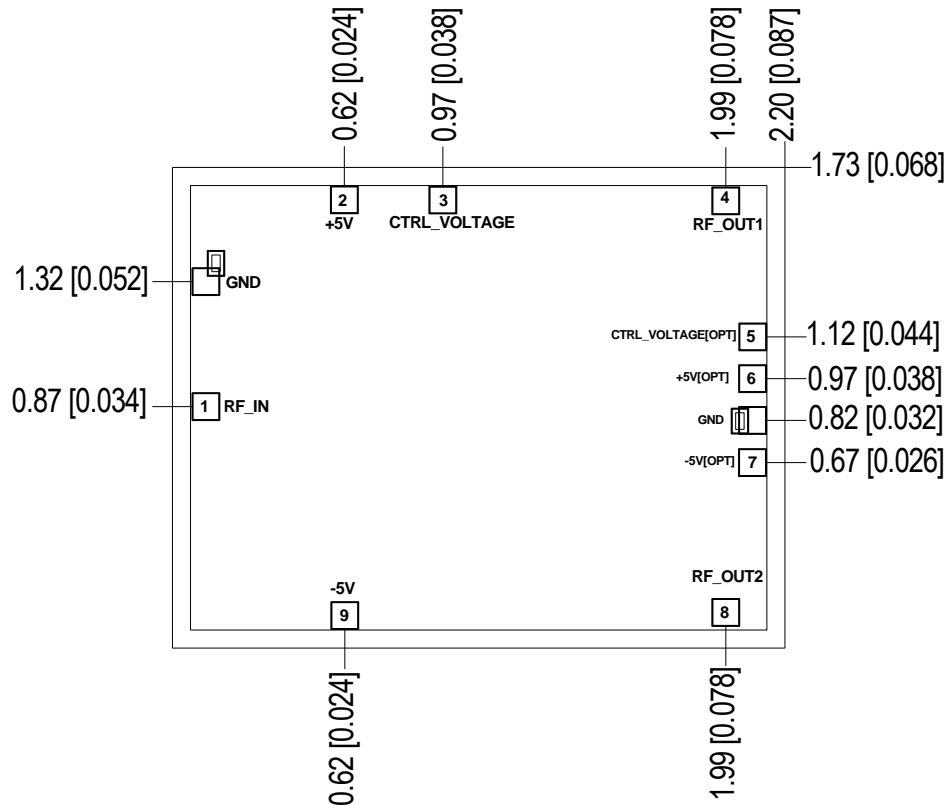 0.62 [0.024]
0.97 [0.038]
1.99 [0.078]
2.20 [0.087]
1.73 [0.068]
2
+5V
3
CTRL_VOLTAGE
4
RF_OUT1
1.32 [0.052]
GND
CTRL_VOLTAGE[OPT]
5
1.12 [0.044]
+5V[OPT]
6
0.97 [0.038]
0.87 [0.034]
1
RF_IN
GND
0.82 [0.032]
-5V[OPT]
7
0.67 [0.026]
-5V
9
RF_OUT2
8
0.62 [0.024]
1.99 [0.078]